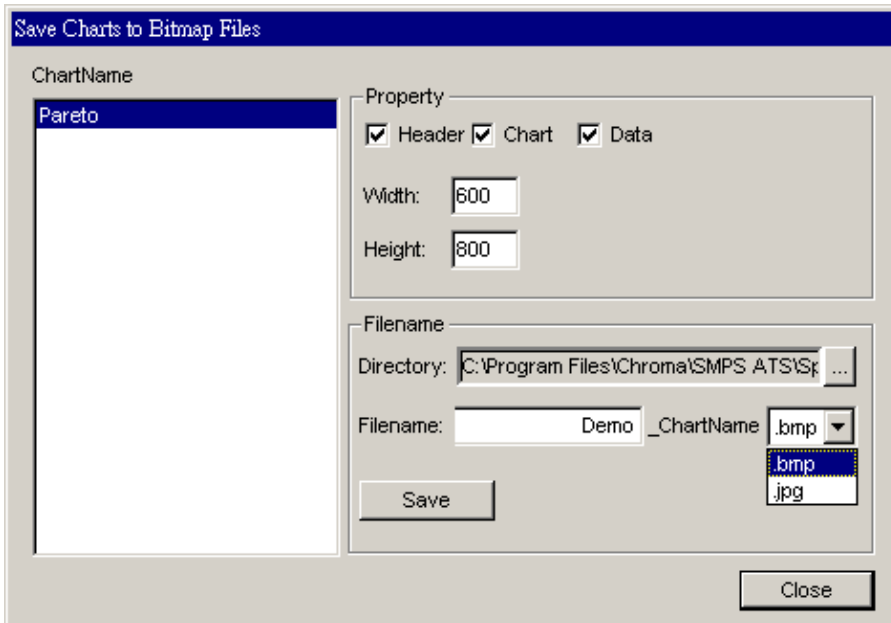 Save Charts to Bitmap Files
ChartName
Pareto
Property
Header Chart Data
Width: 600
Height: 800
Filename
Directory: C:\Program Files\Chroma\SMPS ATS\Sp ...
Filename: Demo _ChartName .bmp
.bmp
.jpg
Save
Close